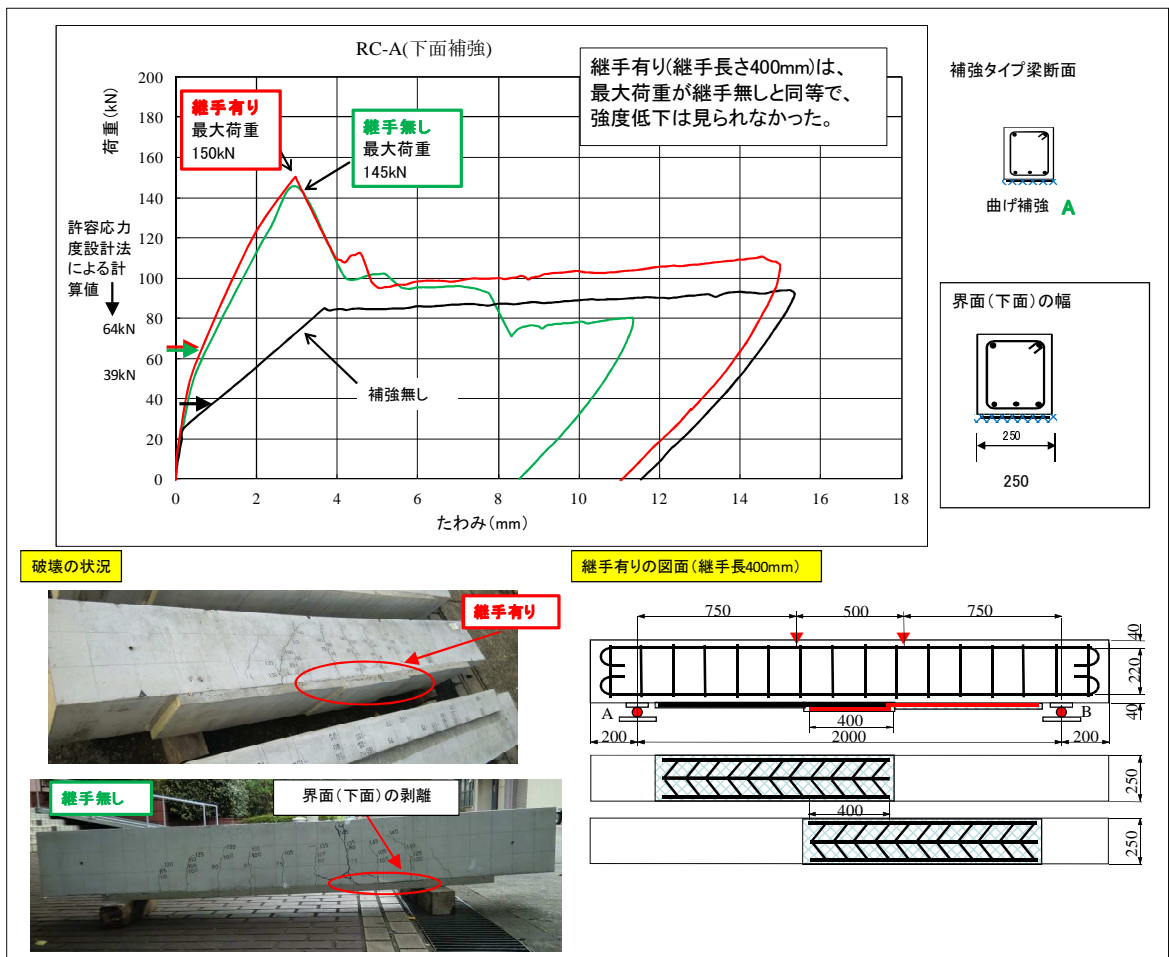 RC-A(下面補強)
継手有り(継手長さ400mm)は、
最大荷重が継手無しと同等で、
強度低下は見られなかった。
継手有り
最大荷重
150kN
継手無し
最大荷重
145kN
荷重(kN)
200
180
160
140
120
100
80
60
40
20
0
許容応力
度設計法
による計
算値
64kN
39kN
補強無し
0 2 4 6 8 10 12 14 16 18
たわみ(mm)
補強タイプ梁断面
曲げ補強 A
界面(下面)の幅
250
250
破壊の状況
継手有り
継手無し
界面(下面)の剥離
継手有りの図面(継手長400mm)
750 500 750
40
220
40
A B
400
200 2000 200
250
400
250